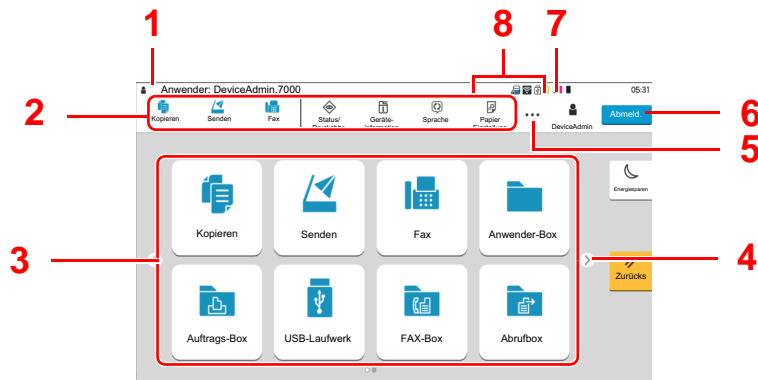 1
8
7
Anwender: DeviceAdmin,7000
05:31
2
Kopieren
Senden
Fax
Status/
Geräte-
Sprache
Papier
...
DeviceAdmin
Abmeld.
6
5
Energiesparen
3
Kopieren
Senden
Fax
Anwender-Box
4
Zurücks
Auftrags-Box
USB-Laufwerk
FAX-Box
Abrufbox